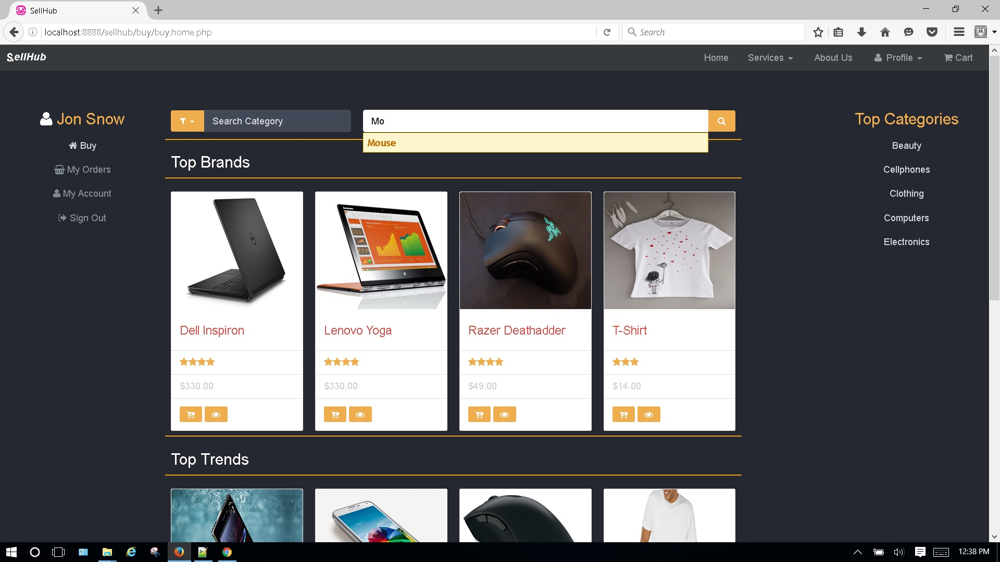 SellHub
localhost:8888/sellhub/buy/buy.home.php
Search
SellHub
Home
Services
About Us
Profile
Cart
Jon Snow
Buy
My Orders
My Account
Sign Out
Search Category
Mo
Mouse
Top Categories
Beauty
Cellphones
Clothing
Computers
Electronics
Top Brands
Dell Inspiron
$330.00
Lenovo Yoga
$330.00
Razer Deathadder
$49.00
T-Shirt
$14.00
Top Trends
12:38 PM